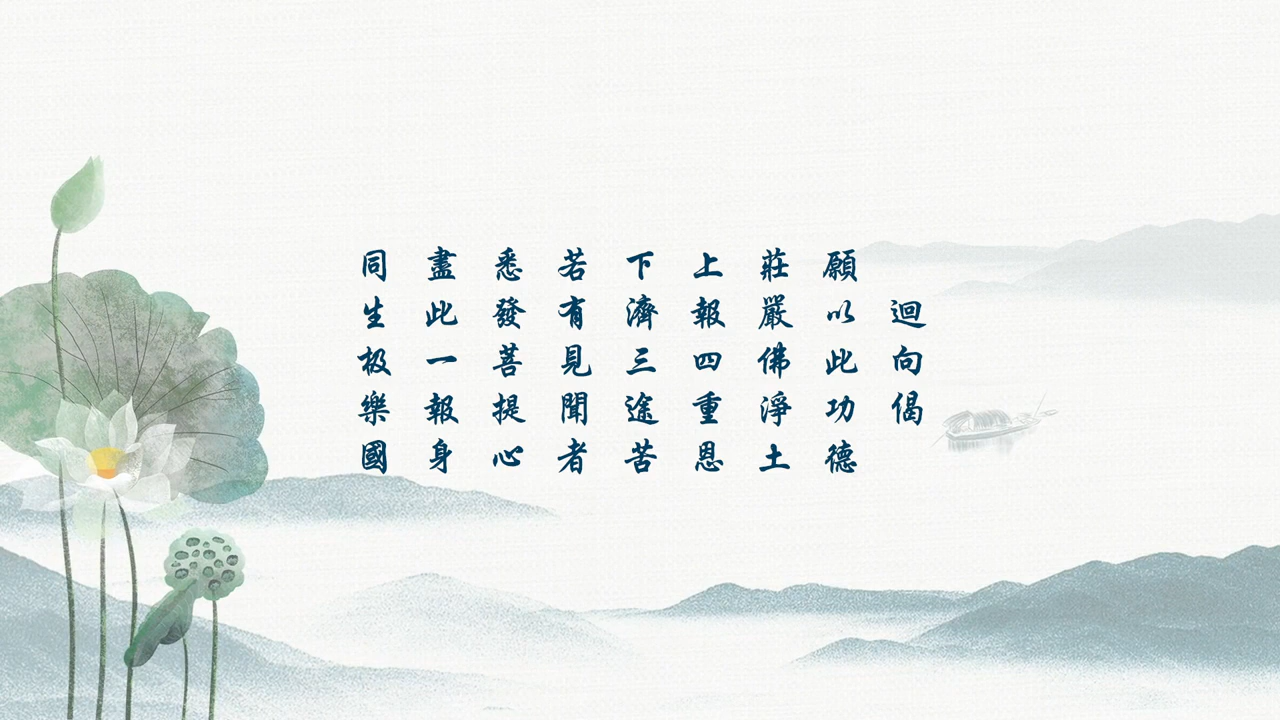 迴向偈
願以此功德
莊嚴佛淨土
上報四重恩
下濟三途苦
若有見聞者
悉發菩提心
盡此一報身
同生极樂國